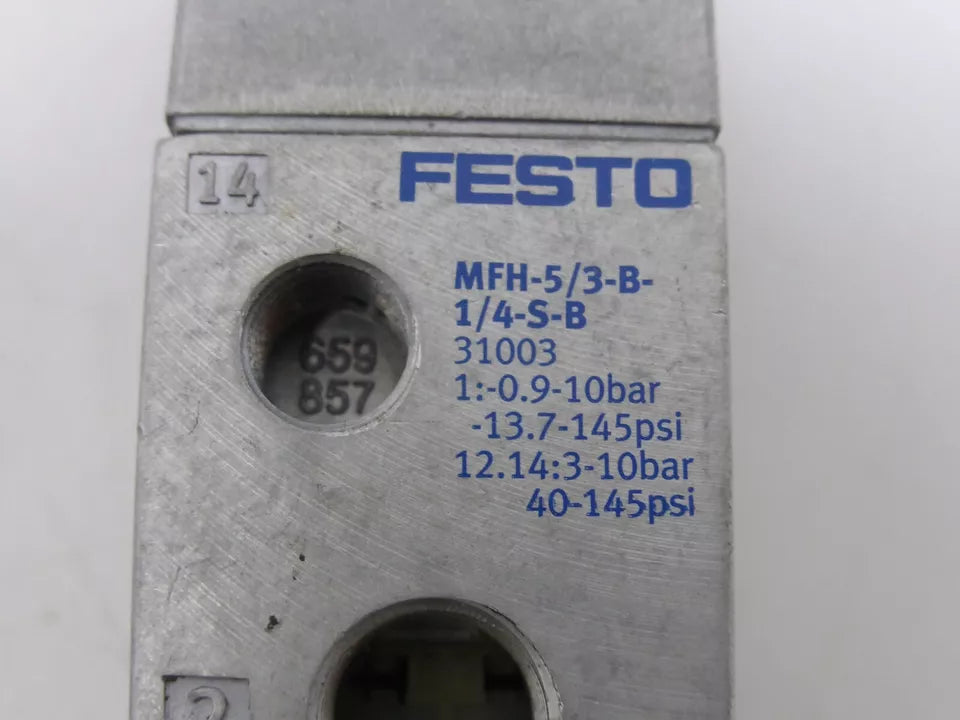 14
FESTO
MFH-5/3-B-
1/4-S-B
31003
1:-0.9-10bar
-13.7-145psi
12.14:3-10bar
40-145psi
659
857
2